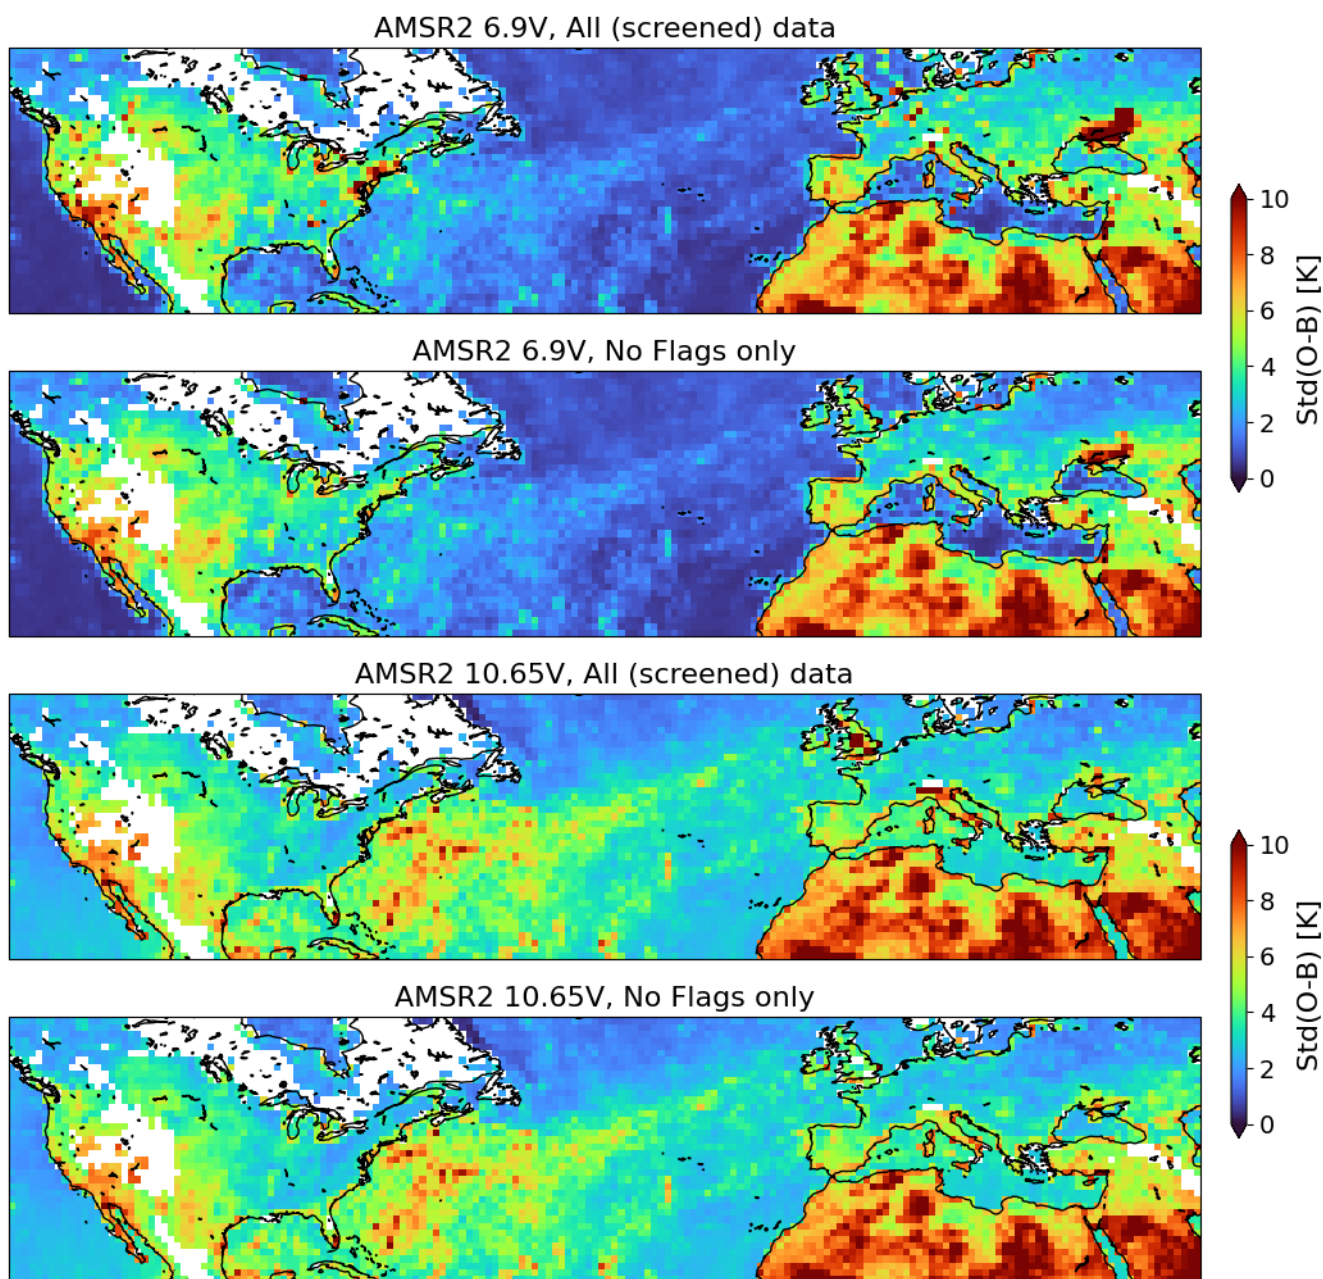 AMSR2 6.9V, All (screened) data
AMSR2 6.9V, No Flags only
10
8
6
4
2
0
Std(O-B) [K]
AMSR2 10.65V, All (screened) data
AMSR2 10.65V, No Flags only
10
8
6
4
2
0
Std(O-B) [K]